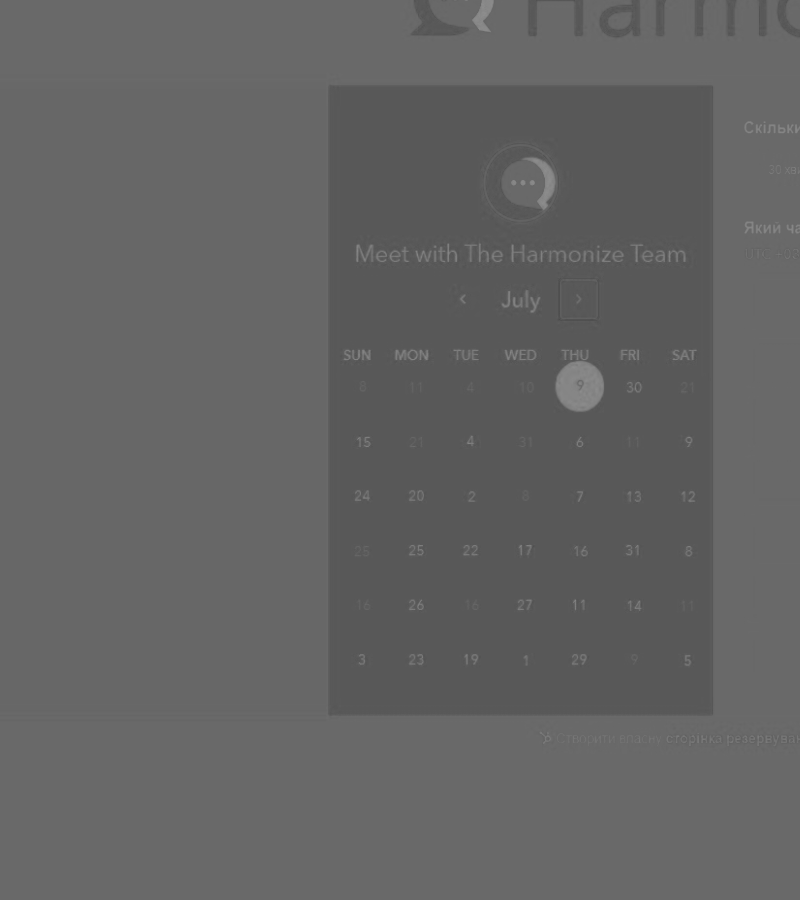 Harmo
Скільки
30 хви
Meet with The Harmonize Team
Який ча
July
SUN MON TUE WED THU FRI SAT
8 11 4 10 9 30 21
15 21 4 31 6 11 9
24 20 2 8 7 13 12
25 25 22 17 16 31 8
16 26 16 27 11 14 11
3 23 19 1 29 9 5
Створити власну сторінка резервуван